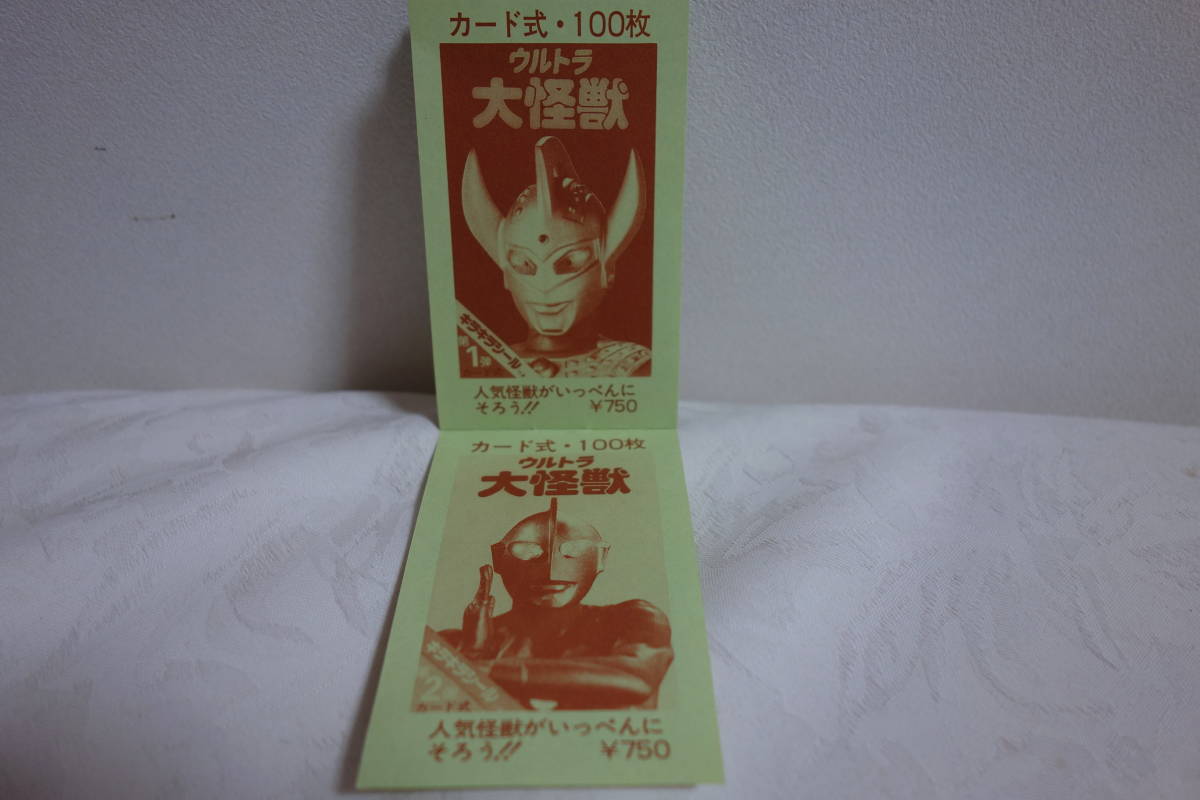 カード式・100枚
ウルトラ
大怪獣
キラキラシール
第1弾
人気怪獣がいっぺんに
そろう!! ¥750
カード式・100枚
ウルトラ
大怪獣
キラキラシール
2
カード式
人気怪獣がいっぺんに
そろう!! ¥750